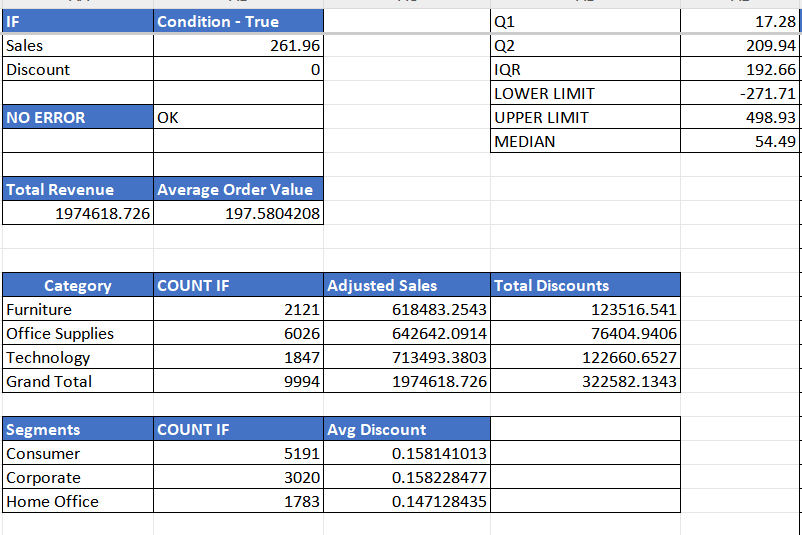 IF Condition - True Q1 17.28
Sales 261.96 Q2 209.94
Discount 0 IQR 192.66
LOWER LIMIT -271.71
NO ERROR OK UPPER LIMIT 498.93
MEDIAN 54.49
Total Revenue Average Order Value
1974618.726 197.5804208
Category COUNT IF Adjusted Sales Total Discounts
Furniture 2121 618483.2543 123516.541
Office Supplies 6026 642642.0914 76404.9406
Technology 1847 713493.3803 122660.6527
Grand Total 9994 1974618.726 322582.1343
Segments COUNT IF Avg Discount
Consumer 5191 0.158141013
Corporate 3020 0.158228477
Home Office 1783 0.147128435